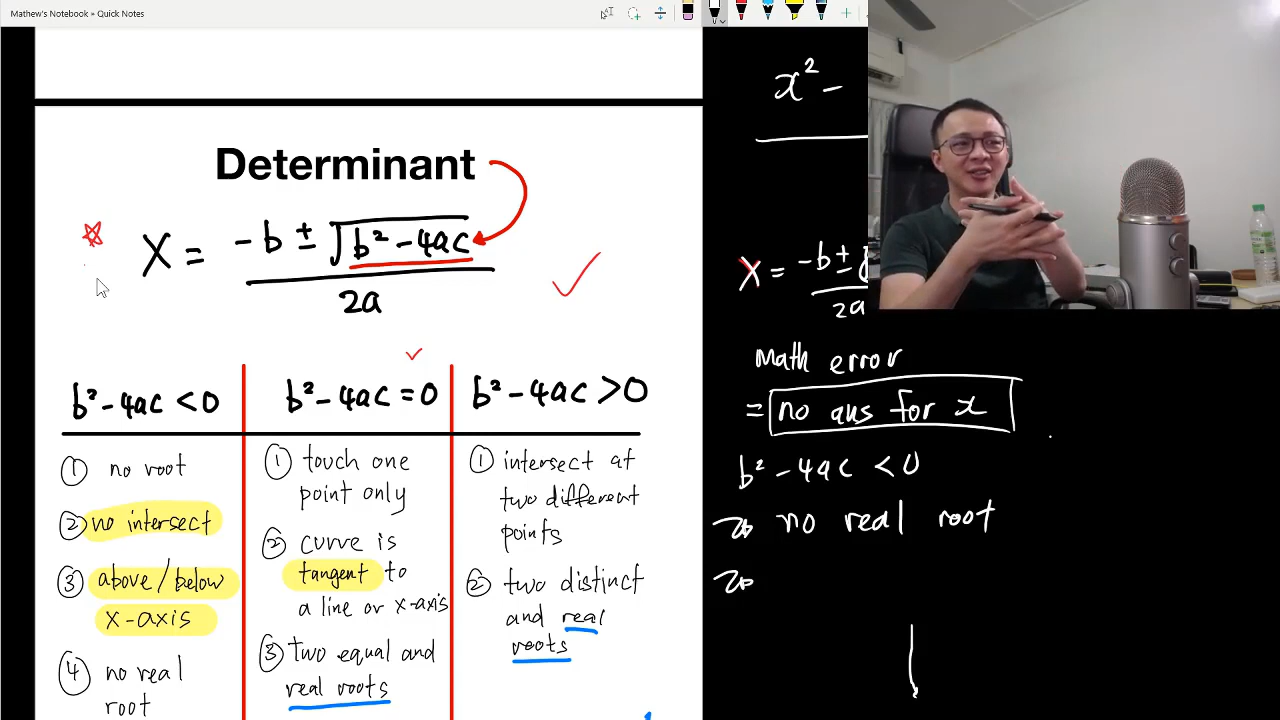 Mathew's Notebook » Quick Notes
Determinant
X = -b ± √b² - 4ac
2a
b² - 4ac < 0
① no root
② no intersect
③ above/below
x-axis
④ no real
root
b² - 4ac = 0
① touch one
point only
② curve is
tangent to
a line or x-axis
③ two equal and
real roots
b² - 4ac > 0
① intersect at
two different
points
② two distinct
and real
roots
x² -
X = -b ±
2a
Math error
= no ans for x
b² - 4ac < 0
no real root